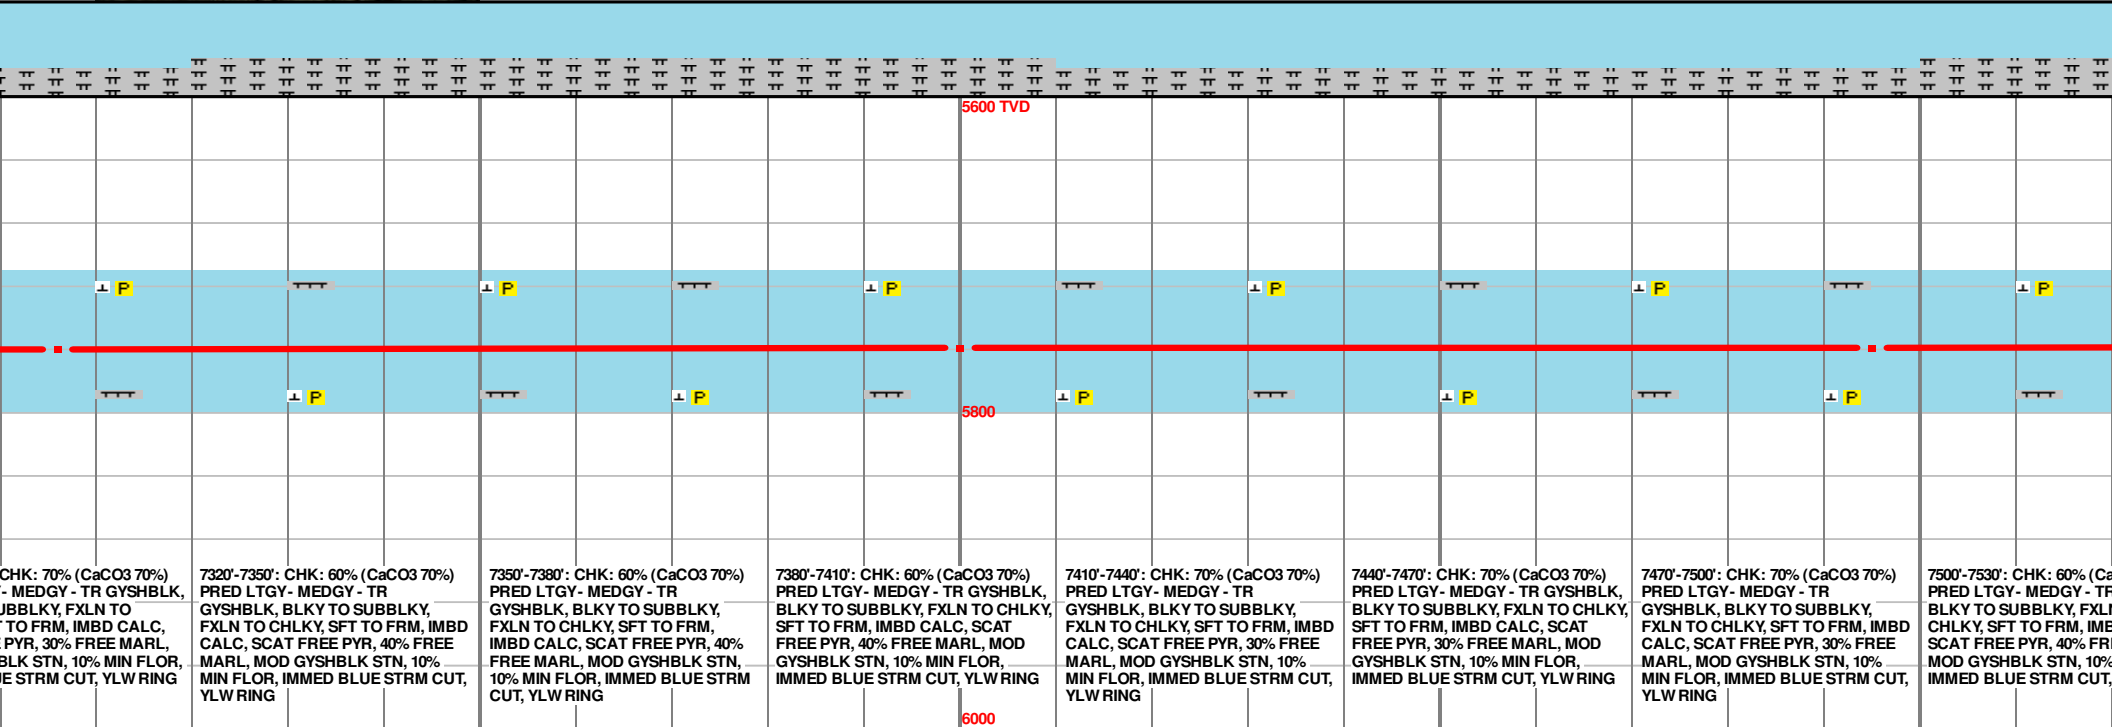 5600 TVD
P P P P P P
P P P P P
5800
CHK: 70% (CaCO3 70%)
- MEDGY - TR GYSHBLK,
UBBLKY, FXLN TO
T TO FRM, IMBD CALC,
E PYR, 30% FREE MARL,
BLK STN, 10% MIN FLOR,
JE STRM CUT, YLW RING
7320'-7350': CHK: 60% (CaCO3 70%)
PRED LTGY- MEDGY - TR
GYSHBLK, BLKY TO SUBBLKY,
FXLN TO CHLKY, SFT TO FRM, IMBD
CALC, SCAT FREE PYR, 40% FREE
MARL, MOD GYSHBLK STN, 10%
MIN FLOR, IMMED BLUE STRM CUT,
YLW RING
7350'-7380': CHK: 60% (CaCO3 70%)
PRED LTGY- MEDGY - TR
GYSHBLK, BLKY TO SUBBLKY,
FXLN TO CHLKY, SFT TO FRM,
IMBD CALC, SCAT FREE PYR, 40%
FREE MARL, MOD GYSHBLK STN,
10% MIN FLOR, IMMED BLUE STRM
CUT, YLW RING
7380'-7410': CHK: 60% (CaCO3 70%)
PRED LTGY- MEDGY - TR GYSHBLK,
BLKY TO SUBBLKY, FXLN TO CHLKY,
SFT TO FRM, IMBD CALC, SCAT
FREE PYR, 40% FREE MARL, MOD
GYSHBLK STN, 10% MIN FLOR,
IMMED BLUE STRM CUT, YLW RING
7410'-7440': CHK: 70% (CaCO3 70%)
PRED LTGY- MEDGY - TR
GYSHBLK, BLKY TO SUBBLKY,
FXLN TO CHLKY, SFT TO FRM, IMBD
CALC, SCAT FREE PYR, 30% FREE
MARL, MOD GYSHBLK STN, 10%
MIN FLOR, IMMED BLUE STRM CUT,
YLW RING
7440'-7470': CHK: 70% (CaCO3 70%)
PRED LTGY- MEDGY - TR GYSHBLK,
BLKY TO SUBBLKY, FXLN TO CHLKY,
SFT TO FRM, IMBD CALC, SCAT
FREE PYR, 30% FREE MARL, MOD
GYSHBLK STN, 10% MIN FLOR,
IMMED BLUE STRM CUT, YLW RING
7470'-7500': CHK: 70% (CaCO3 70%)
PRED LTGY- MEDGY - TR
GYSHBLK, BLKY TO SUBBLKY,
FXLN TO CHLKY, SFT TO FRM, IMBD
CALC, SCAT FREE PYR, 30% FREE
MARL, MOD GYSHBLK STN, 10%
MIN FLOR, IMMED BLUE STRM CUT,
YLW RING
7500'-7530': CHK: 60% (Ca
PRED LTGY- MEDGY - TR
BLKY TO SUBBLKY, FXLN
CHLKY, SFT TO FRM, IMB
SCAT FREE PYR, 40% FR
MOD GYSHBLK STN, 10%
IMMED BLUE STRM CUT,
6000